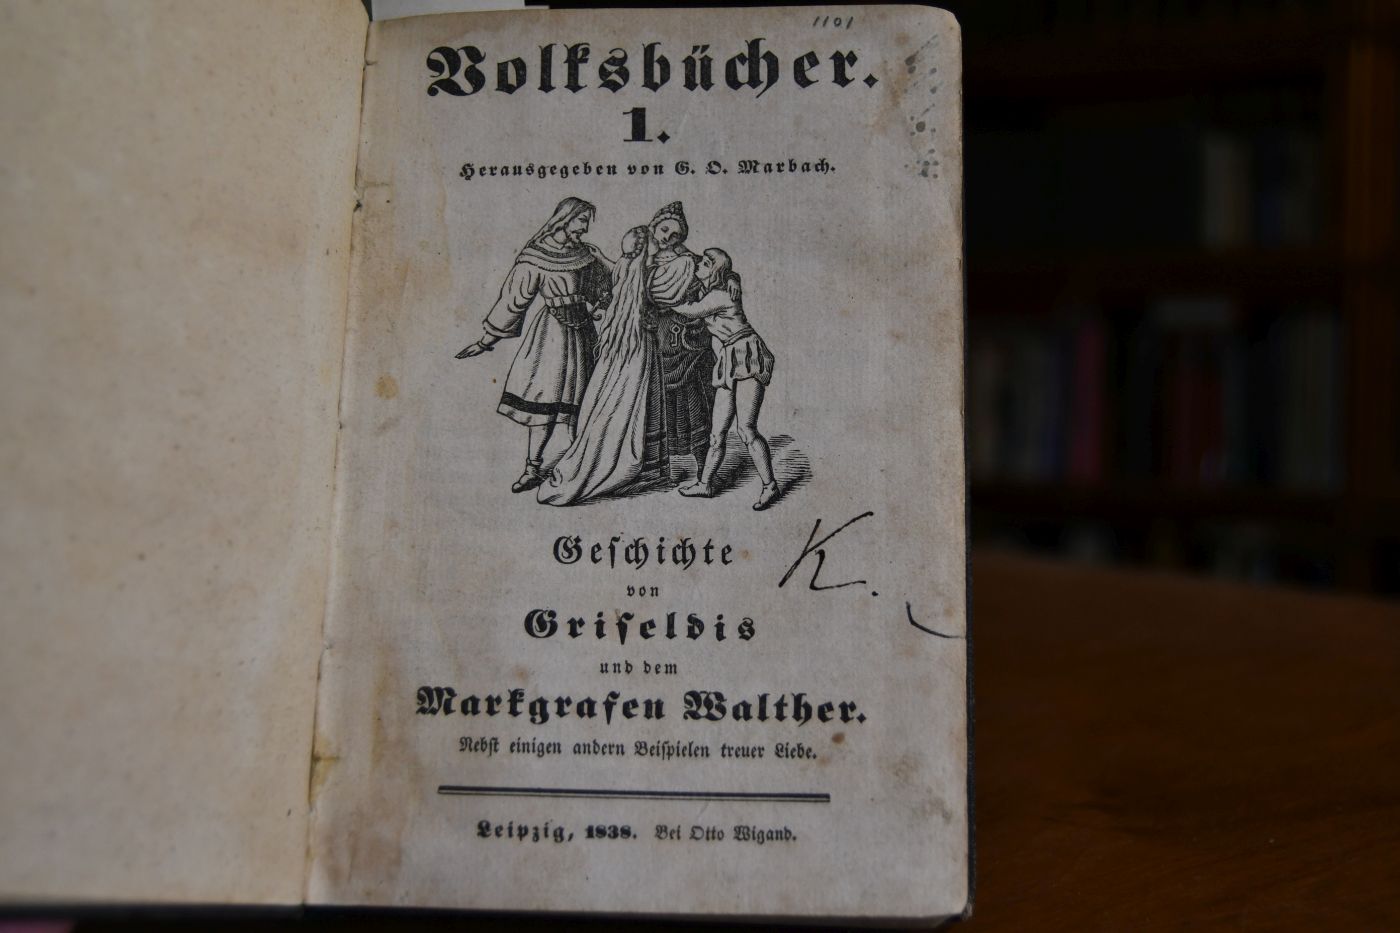 1101
Volksbücher.
1.
Herausgegeben von G. O. Marbach.
Geſchichte
K.
von
Griſeldis
und dem
Markgrafen Walther.
Nebſt einigen andern Beiſpielen treuer Liebe.
Leipzig, 1838. Bei Otto Wigand.